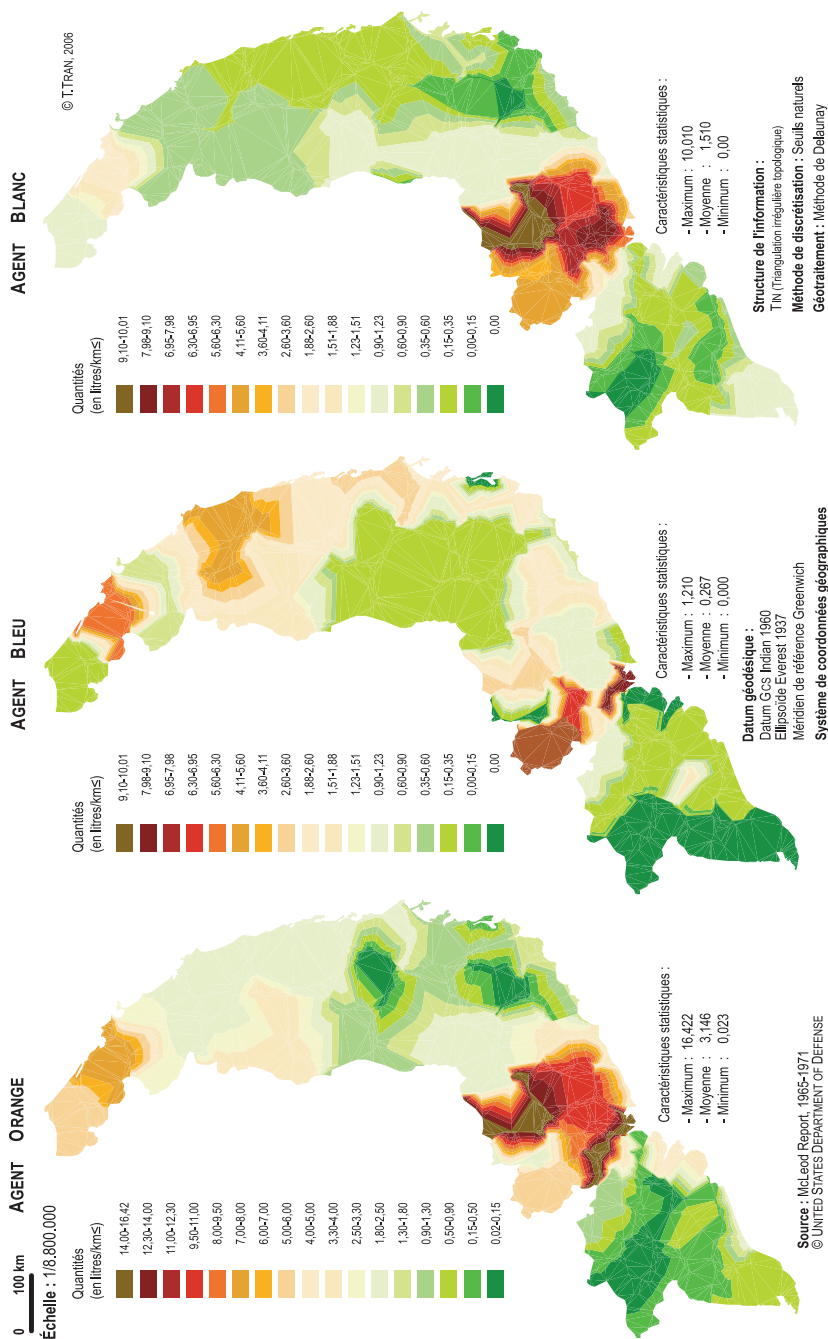 0 100 km
Échelle : 1/8.800.000
AGENT ORANGE
Quantités
(en litres/km≤)
14,00-16,42
12,30-14,00
11,00-12,30
9,50-11,00
8,00-9,50
7,00-8,00
6,00-7,00
5,00-6,00
4,00-5,00
3,30-4,00
2,50-3,30
1,80-2,50
1,30-1,80
0,90-1,30
0,50-0,90
0,15-0,50
0,02-0,15
Caractéristiques statistiques :
- Maximum : 16,422
- Moyenne : 3,146
- Minimum : 0,023
Source : McLeod Report, 1965-1971
© UNITED STATES DEPARTMENT OF DEFENSE
AGENT BLEU
Quantités
(en litres/km≤)
9,10-10,01
7,98-9,10
6,95-7,98
6,30-6,95
5,60-6,30
4,11-5,60
3,60-4,11
2,60-3,60
1,88-2,60
1,51-1,88
1,23-1,51
0,90-1,23
0,60-0,90
0,35-0,60
0,15-0,35
0,00-0,15
0,00
Caractéristiques statistiques :
- Maximum : 1,210
- Moyenne : 0,267
- Minimum : 0,000
Datum géodésique :
Datum GCS Indian 1960
Ellipsoïde Everest 1937
Méridien de référence Greenwich
Système de coordonnées géographiques
AGENT BLANC
© T.TRAN, 2006
Quantités
(en litres/km≤)
9,10-10,01
7,98-9,10
6,95-7,98
6,30-6,95
5,60-6,30
4,11-5,60
3,60-4,11
2,60-3,60
1,88-2,60
1,51-1,88
1,23-1,51
0,90-1,23
0,60-0,90
0,35-0,60
0,15-0,35
0,00-0,15
0,00
Caractéristiques statistiques :
- Maximum : 10,010
- Moyenne : 1,510
- Minimum : 0,00
Structure de l'information :
TIN (Triangulation irrégulière topologique)
Méthode de discrétisation : Seuils naturels
Géotraitement : Méthode de Delaunay